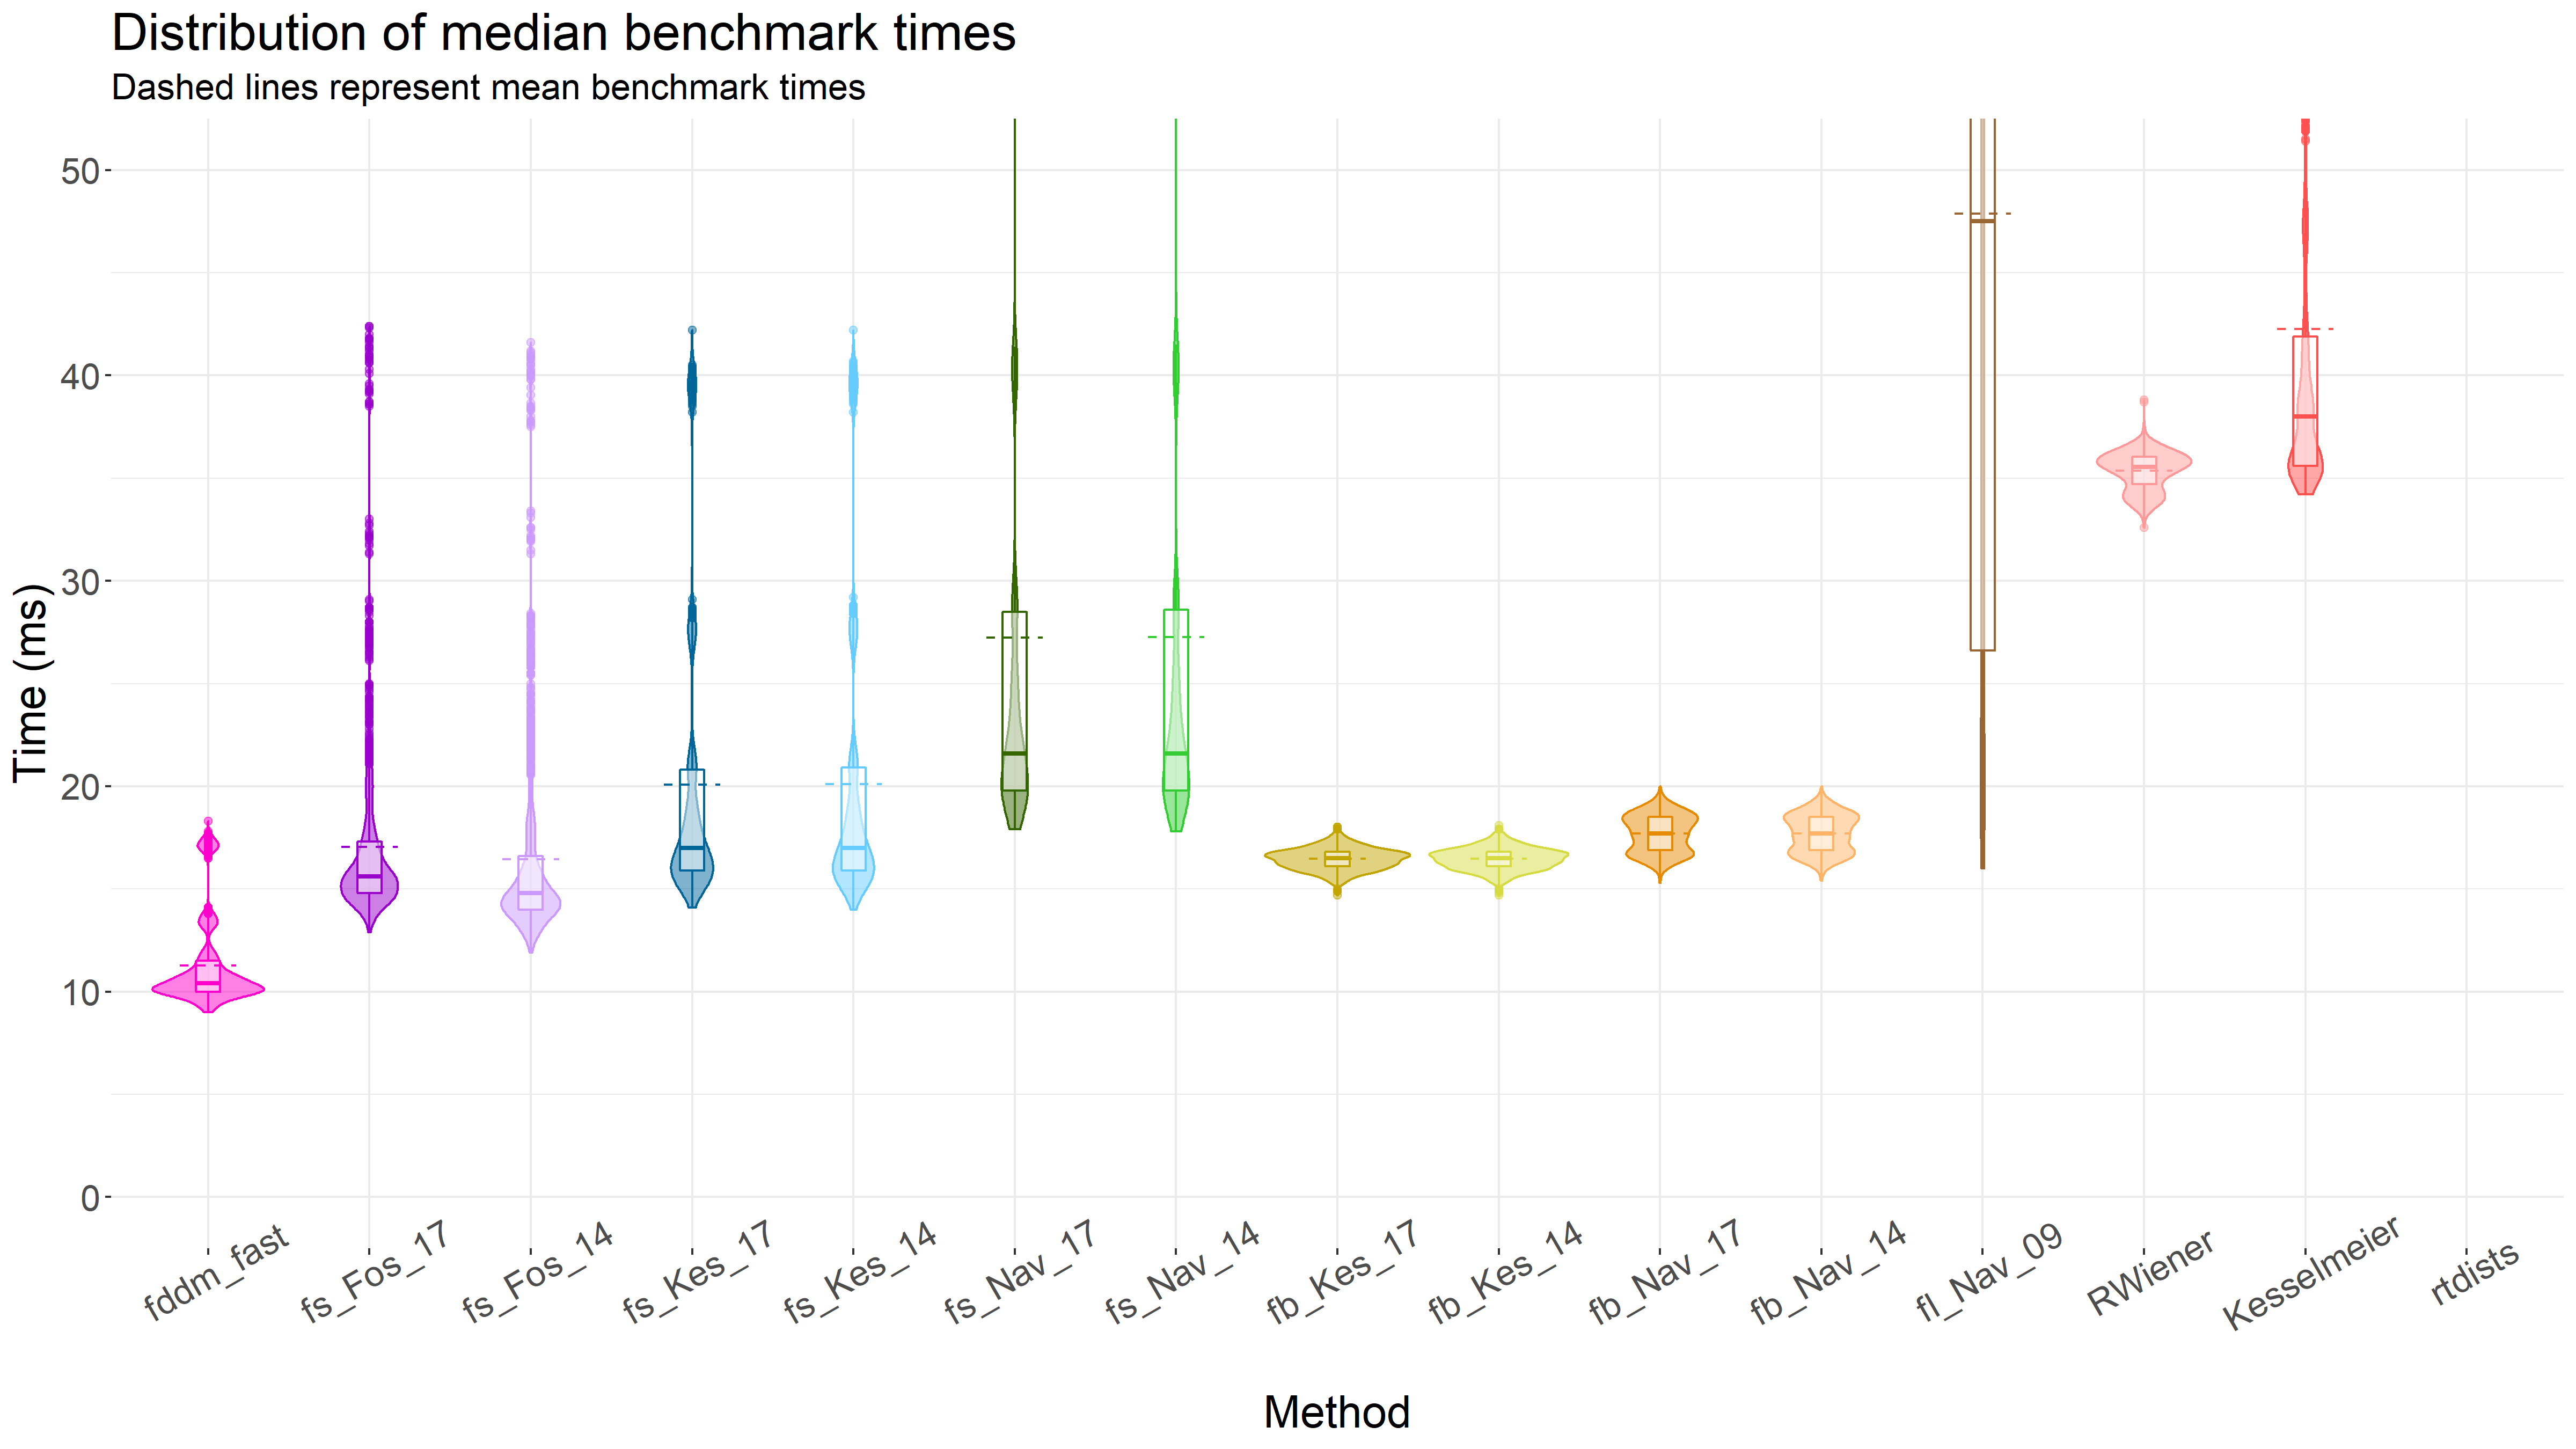 Distribution of median benchmark times
Dashed lines represent mean benchmark times
Time (ms)
50
40
30
20
10
0
fddm_fast
fs_Fos_17
fs_Fos_14
fs_Kes_17
fs_Kes_14
fs_Nav_17
fs_Nav_14
fb_Kes_17
fb_Kes_14
fb_Nav_17
fb_Nav_14
fl_Nav_09
RWiener
Kesselmeier
rtdists
Method